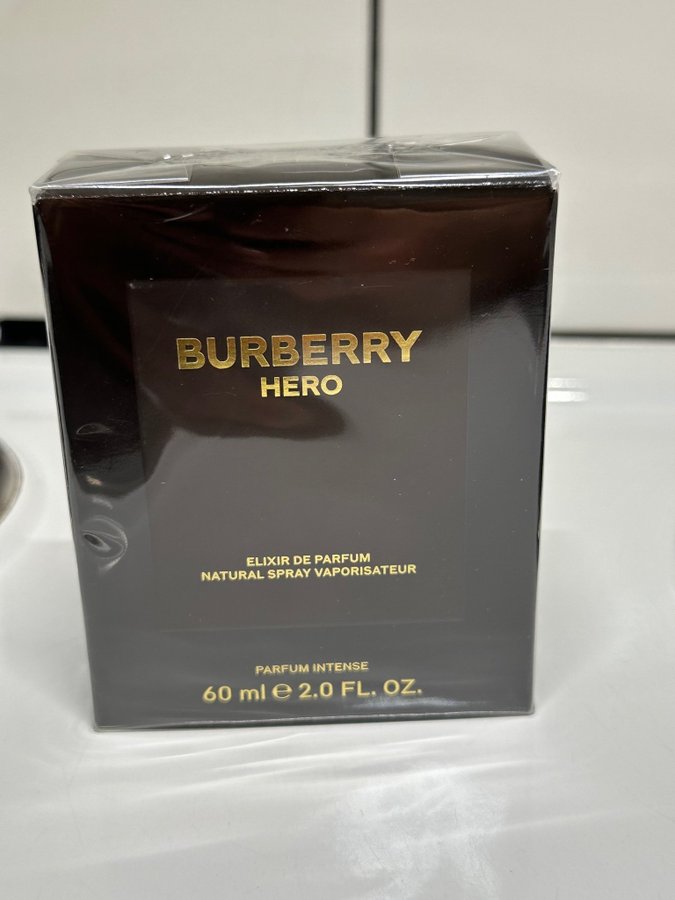 BURBERRY
HERO
ELIXIR DE PARFUM
NATURAL SPRAY VAPORISATEUR
PARFUM INTENSE
60 ml ℮ 2.0 FL. OZ.